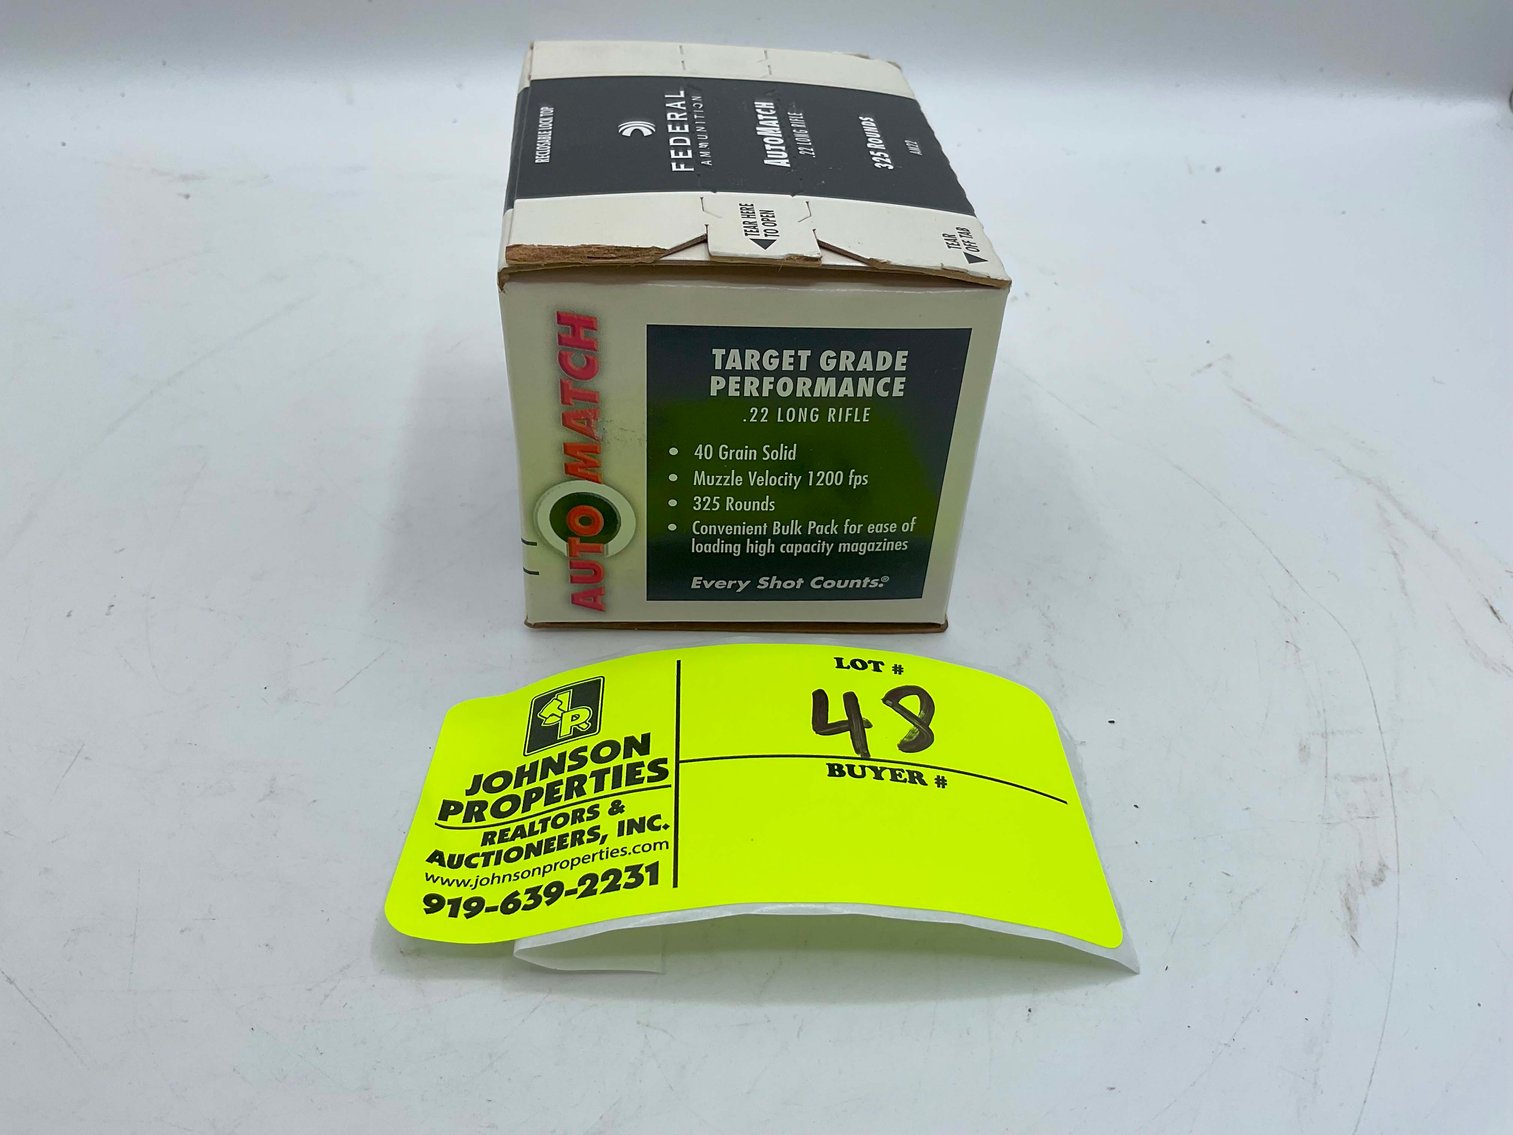 RECLOSABLE LOCK TOP
FEDERAL
AMMUNITION
AUTOMATCH
.22 LONG RIFLE
325 ROUNDS
AM22
TEAR HERE
TO OPEN
TEAR
OFF TAB
AUTOMATCH
TARGET GRADE
PERFORMANCE
.22 LONG RIFLE
• 40 Grain Solid
• Muzzle Velocity 1200 fps
• 325 Rounds
• Convenient Bulk Pack for ease of
loading high capacity magazines
Every Shot Counts.®
JR
JOHNSON
PROPERTIES
REALTORS &
AUCTIONEERS, INC.
www.johnsonproperties.com
919-639-2231
LOT #
48
BUYER #